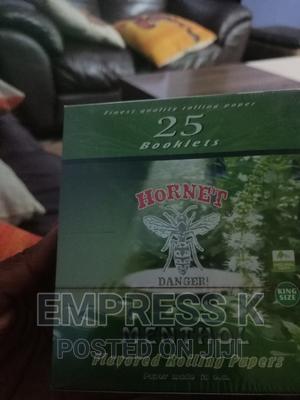 Finest quality rolling paper
25
Booklets
HORNET
DANGER!
KING
SIZE
EMPRESS K
MENTHOL
POSTED ON JIJI
Flavored Rolling Papers